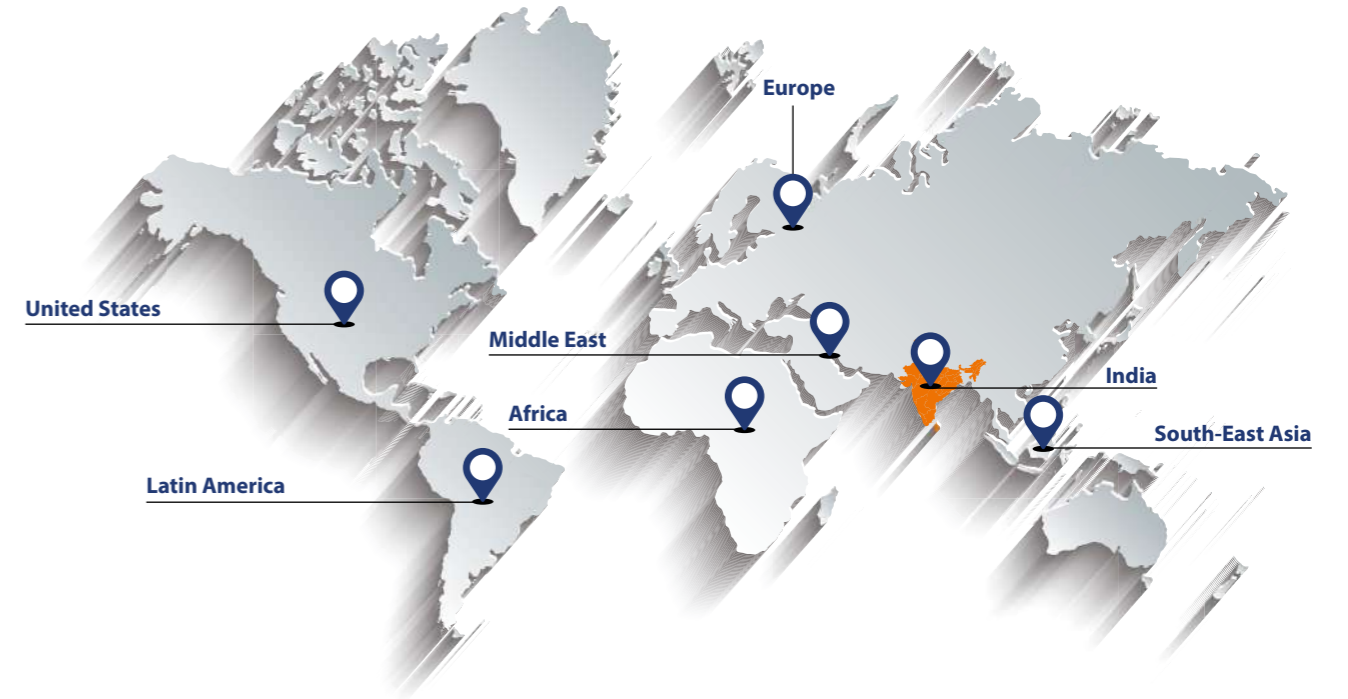 Europe
United States
Middle East
India
Africa
South-East Asia
Latin America